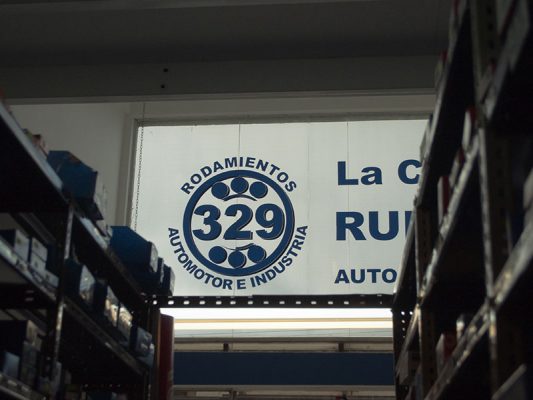 RODAMIENTOS
329
AUTOMOTOR E INDUSTRIA
La C
RU
AUTO